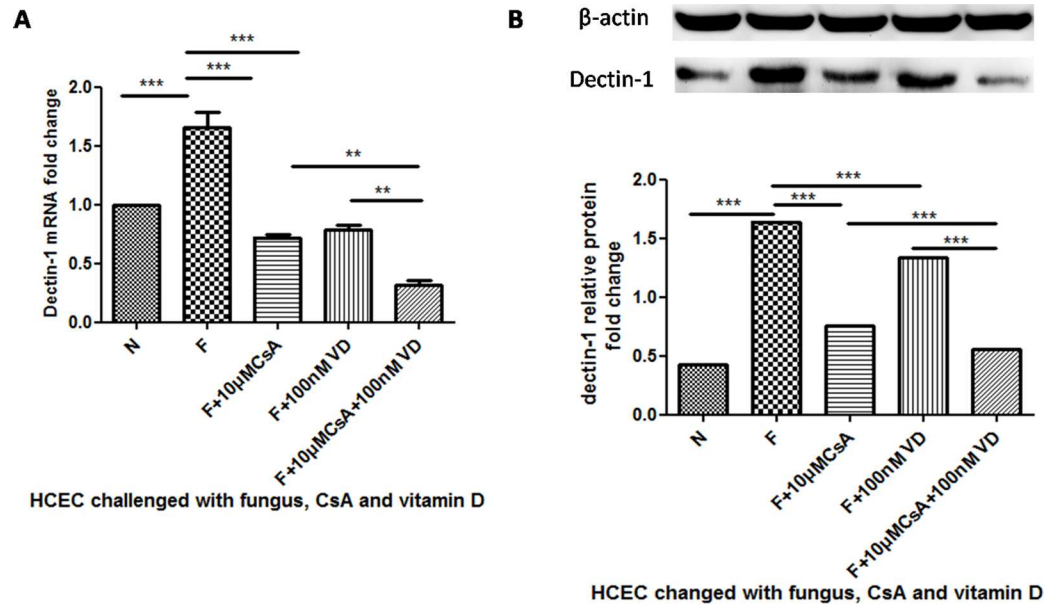 A
Dectin-1 mRNA fold change
2.0
1.5
1.0
0.5
0.0
***
***
***
**
**
N
F
F+10μMCsA
F+100nM VD
F+10μMCsA+100nM VD
HCEC challenged with fungus, CsA and vitamin D
B
β-actin
Dectin-1
dectin-1 relative protein
fold change
2.0
1.5
1.0
0.5
0.0
***
***
***
***
***
N
F
F+10μMCsA
F+100nM VD
F+10μMCsA+100nM VD
HCEC changed with fungus, CsA and vitamin D